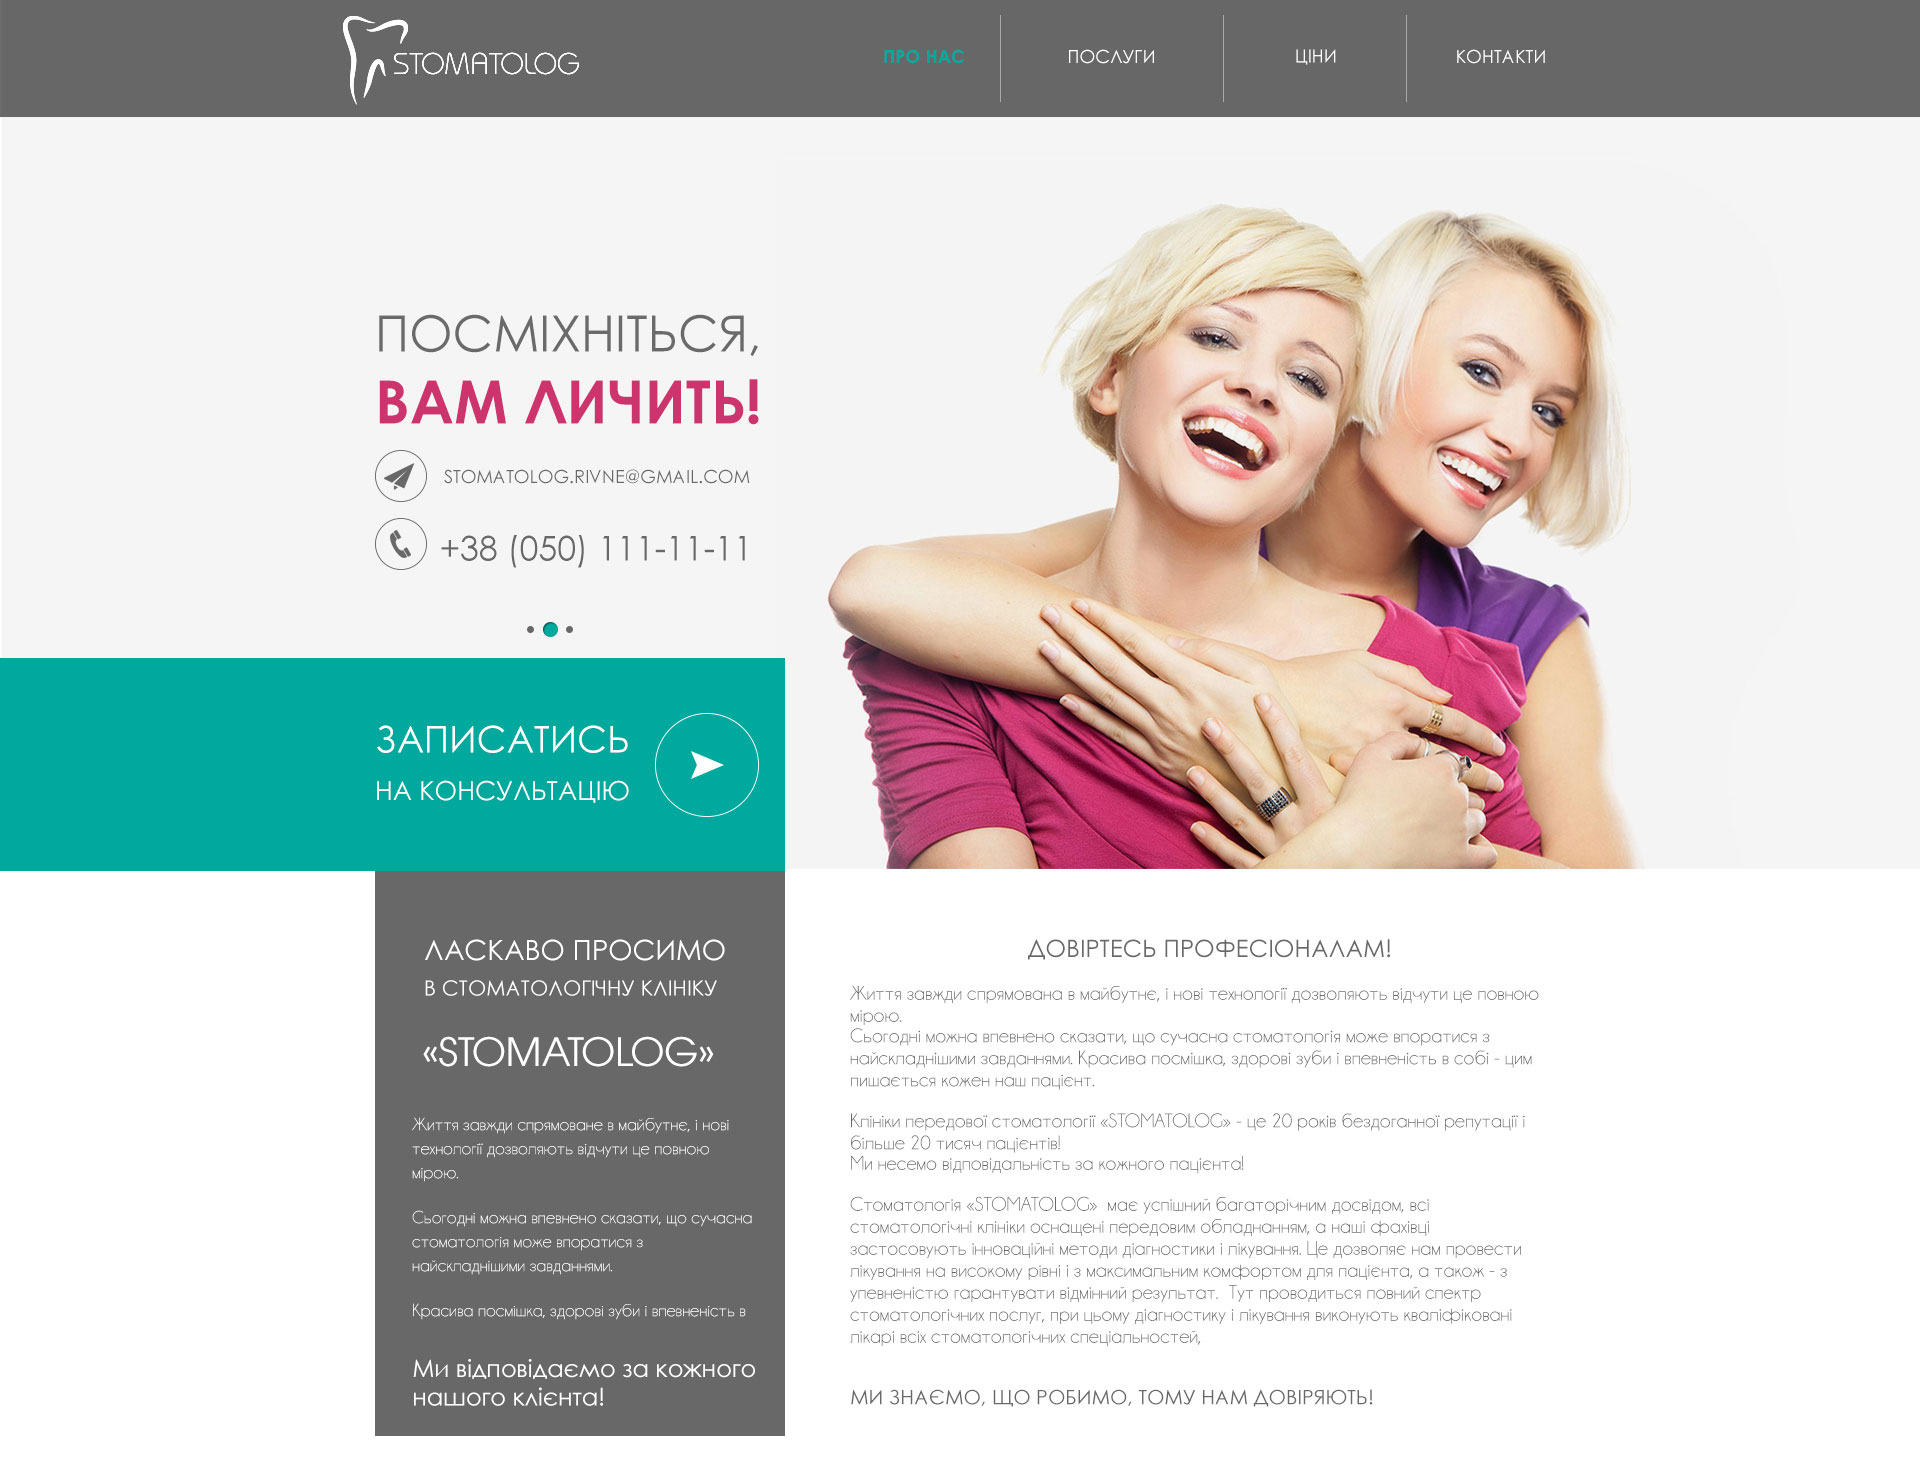 STOMATOLOG
ПРО НАС
ПОСЛУГИ
ЦІНИ
КОНТАКТИ
ПОСМІХНІТЬСЯ,
ВАМ ЛИЧИТЬ!
STOMATOLOG.RIVNE@GMAIL.COM
+38 (050) 111-11-11
ЗАПИСАТИСЬ
НА КОНСУЛЬТАЦІЮ
ЛАСКАВО ПРОСИМО
В СТОМАТОЛОГІЧНУ КЛІНІКУ
«STOMATOLOG»
Життя завжди спрямоване в майбутнє, і нові
технології дозволяють відчути це повною
мірою.
Сьогодні можна впевнено сказати, що сучасна
стоматологія може впоратися з
найскладнішими завданнями.
Красива посмішка, здорові зуби і впевненість в
Ми відповідаємо за кожного
нашого клієнта!
ДОВІРТЕСЬ ПРОФЕСІОНАЛАМ!
Життя завжди спрямована в майбутнє, і нові технології дозволяють відчути це повною
мірою.
Сьогодні можна впевнено сказати, що сучасна стоматологія може впоратися з
найскладнішими завданнями. Красива посмішка, здорові зуби і впевненість в собі - цим
пишається кожен наш пацієнт.
Клініки передової стоматології «STOMATOLOG» - це 20 років бездоганної репутації і
більше 20 тисяч пацієнтів!
Ми несемо відповідальність за кожного пацієнта!
Стоматологія «STOMATOLOG»  має успішний багаторічним досвідом, всі
стоматологічні клініки оснащені передовим обладнанням, а наші фахівці
застосовують інноваційні методи діагностики і лікування. Це дозволяє нам провести
лікування на високому рівні і з максимальним комфортом для пацієнта, а також - з
упевненістю гарантувати відмінний результат.  Тут проводиться повний спектр
стоматологічних послуг, при цьому діагностику і лікування виконують кваліфіковані
лікарі всіх стоматологічних спеціальностей,
МИ ЗНАЄМО, ЩО РОБИМО, ТОМУ НАМ ДОВІРЯЮТЬ!